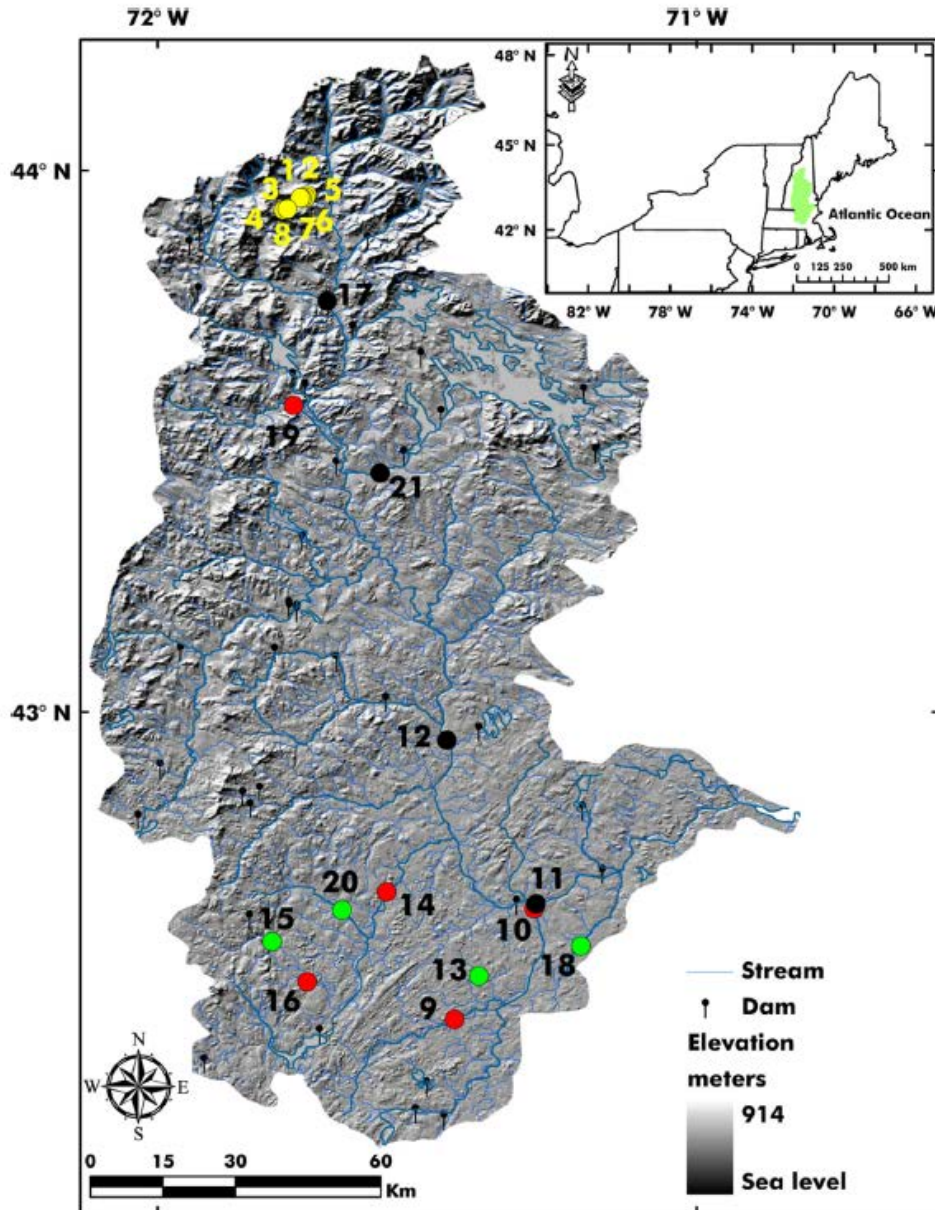 72° W
71° W
44° N
43° N
N
48° N
45° N
42° N
Atlantic Ocean
0 125 250 500 km
82° W 78° W 74° W 70° W 66° W
1 2
3 5
4 76
8
17
19
21
12
11
10
14
20
15
18
13
16
9
Stream
Dam
Elevation
meters
914
Sea level
N
W E
S
0 15 30 60
Km